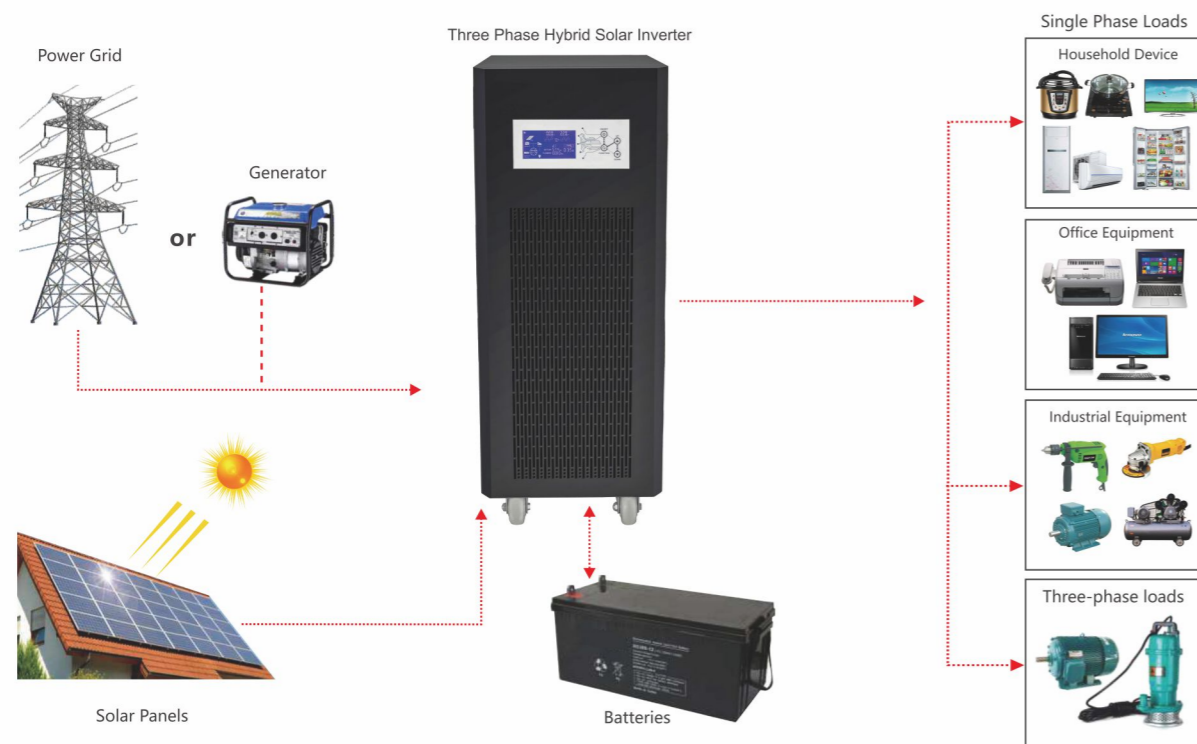 Single Phase Loads
Three Phase Hybrid Solar Inverter
Power Grid
Household Device
Generator
or
Office Equipment
Industrial Equipment
Three-phase loads
Solar Panels
Batteries